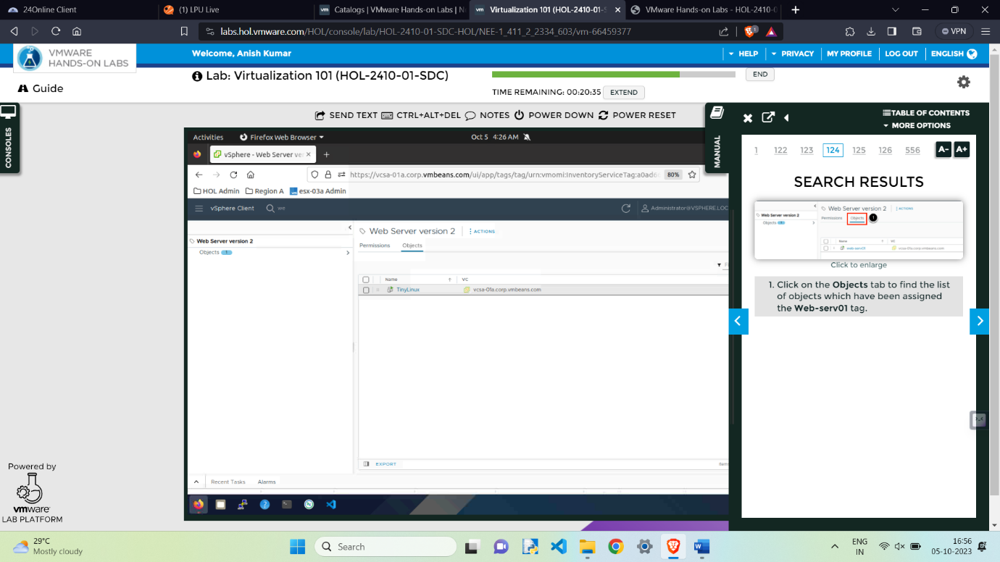 24Online Client
(1) LPU Live
Catalogs | VMware Hands-on Labs | N
Virtualization 101 (HOL-2410-01-S
VMware Hands-on Labs - HOL-2410-0
labs.hol.vmware.com/HOL/console/lab/HOL-2410-01-SDC-HOL/NEE-1_411_2_2334_603/vm-66459377
VPN
VMWARE
HANDS-ON LABS
Welcome, Anish Kumar
HELP
PRIVACY
MY PROFILE
LOG OUT
ENGLISH
Lab: Virtualization 101 (HOL-2410-01-SDC)
END
Guide
TIME REMAINING: 00:20:35
EXTEND
SEND TEXT
CTRL+ALT+DEL
NOTES
POWER DOWN
POWER RESET
CONSOLES
MANUAL
TABLE OF CONTENTS
MORE OPTIONS
Activities
Firefox Web Browser
Oct 5 4:26 AM
vSphere - Web Server ve
https://vcsa-01a.corp.vmbeans.com/ui/app/tags/tag/urn:vmomi:InventoryServiceTag:a0ad6
80%
HOL Admin
Region A
esx-03a Admin
vSphere Client
we
Administrator@VSPHERE.LOC
Web Server version 2
Objects 1
Web Server version 2
ACTIONS
Permissions
Objects
Name
VC
TinyLinux
vcsa-01a.corp.vmbeans.com
EXPORT
Items
Recent Tasks
Alarms
1 122 123 124 125 126 556
A- A+
SEARCH RESULTS
Web Server version 2
Objects 1
Web Server version 2
ACTIONS
Permissions
Objects
1
Name
VC
web-serv01
vcsa-01a.corp.vmbeans.com
Click to enlarge
1. Click on the Objects tab to find the list
of objects which have been assigned
the Web-serv01 tag.
Powered by
vmware
LAB PLATFORM
29°C
Mostly cloudy
Search
ENG
IN
16:56
05-10-2023